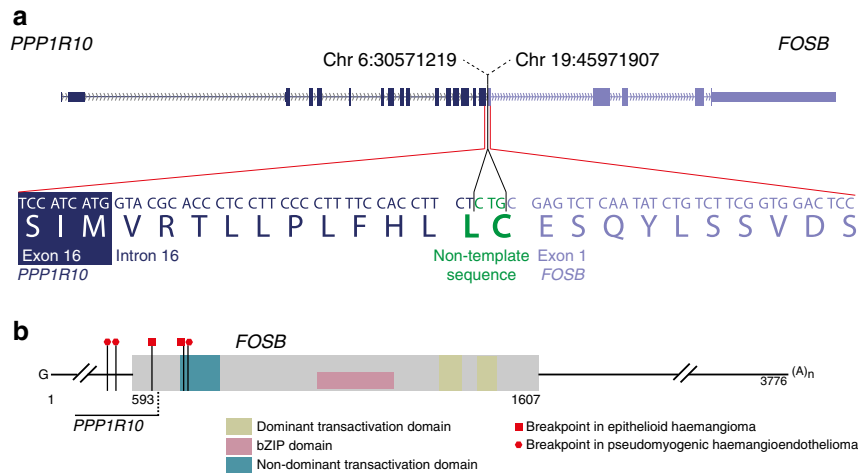 a
PPP1R10 FOSB
Chr 6:30571219 Chr 19:45971907
TCC ATC ATG GTA CGC ACC CTC CTT CCC CTT TTC CAC CTT CTC TGC GAG TCT CAA TAT CTG TCT TCG GTG GAC TCC
S I M V R T L L P L F H L L C E S Q Y L S S V D S
Exon 16 Intron 16 Non-template Exon 1
PPP1R10 sequence FOSB
b
FOSB
G (A)n
1 593 1607 3776
PPP1R10
Dominant transactivation domain
bZIP domain
Non-dominant transactivation domain
Breakpoint in epithelioid haemangioma
Breakpoint in pseudomyogenic haemangioendothelioma